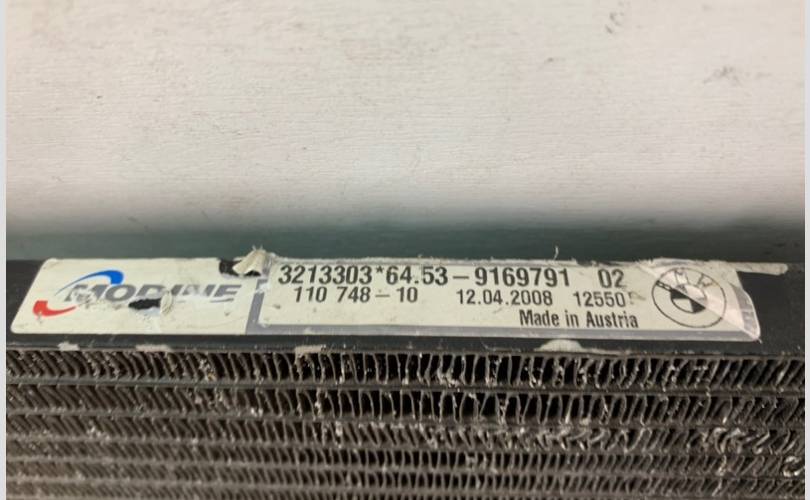 MODINE
3213303*64.53-9169791 02
110 748-10 12.04.2008 12550
Made in Austria